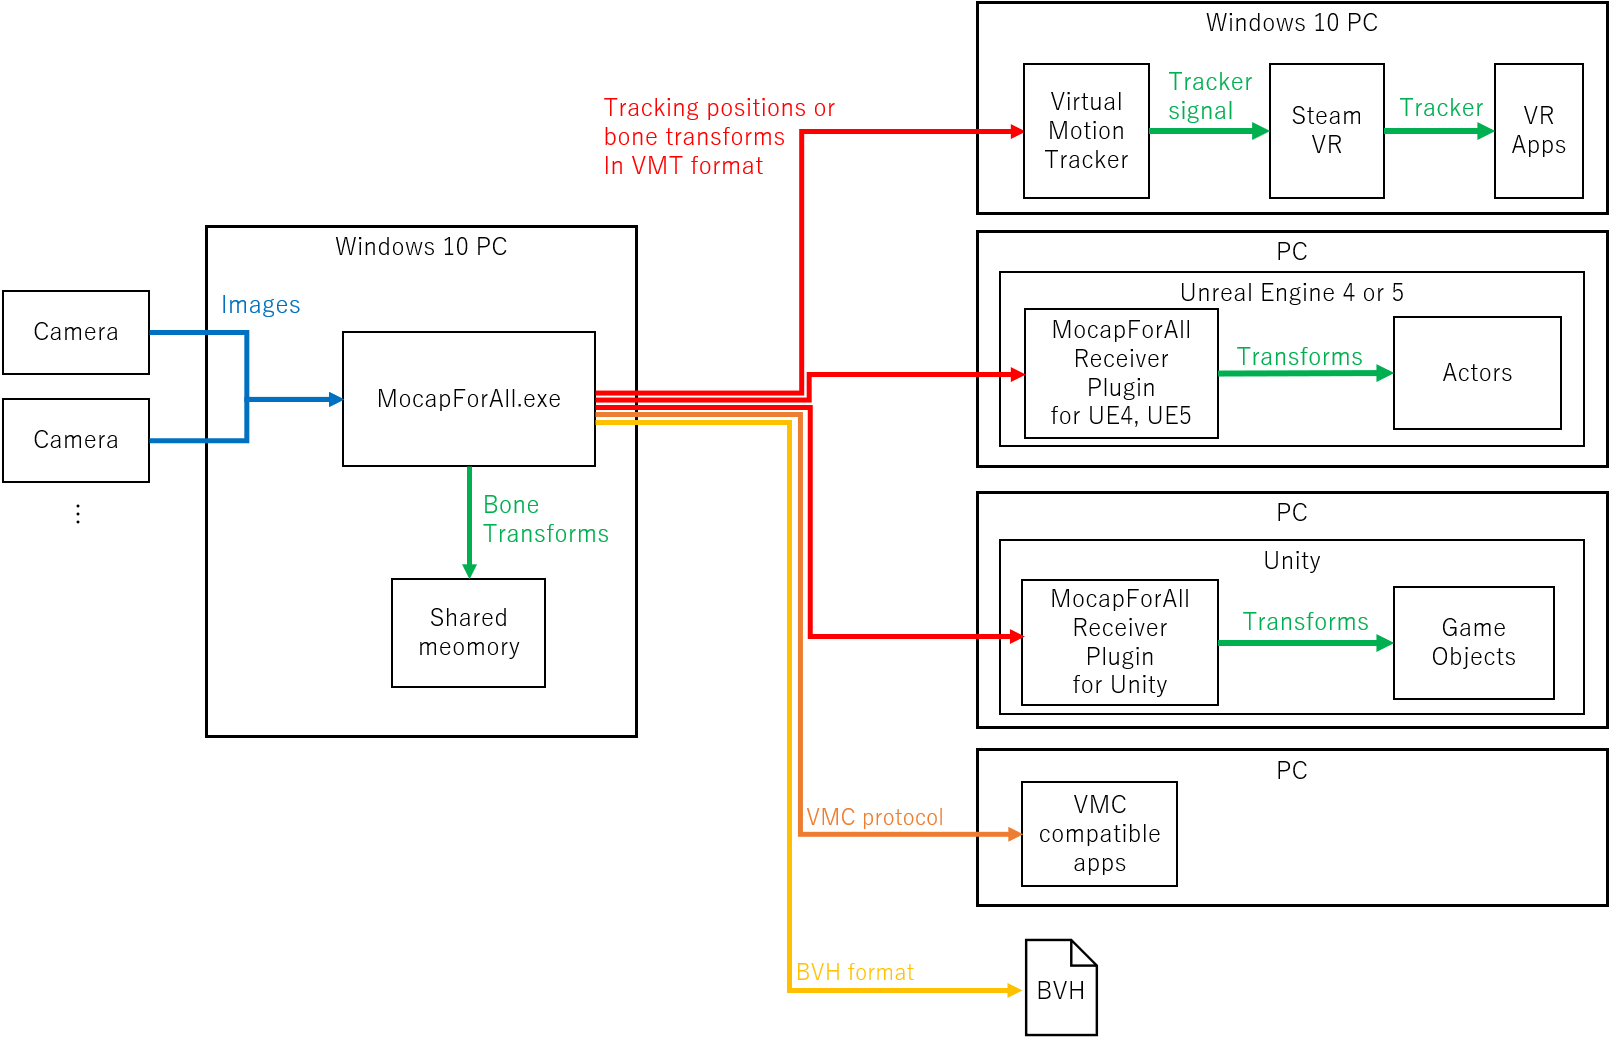 Windows 10 PC
Virtual
Motion
Tracker
Tracker
signal
Steam
VR
Tracker
VR
Apps
Tracking positions or
bone transforms
In VMT format
Windows 10 PC
Camera
Camera
⋮
Images
MocapForAll.exe
Bone
Transforms
Shared
meomory
PC
Unreal Engine 4 or 5
MocapForAll
Receiver
Plugin
for UE4, UE5
Transforms
Actors
PC
Unity
MocapForAll
Receiver
Plugin
for Unity
Transforms
Game
Objects
PC
VMC protocol
VMC
compatible
apps
BVH format
BVH